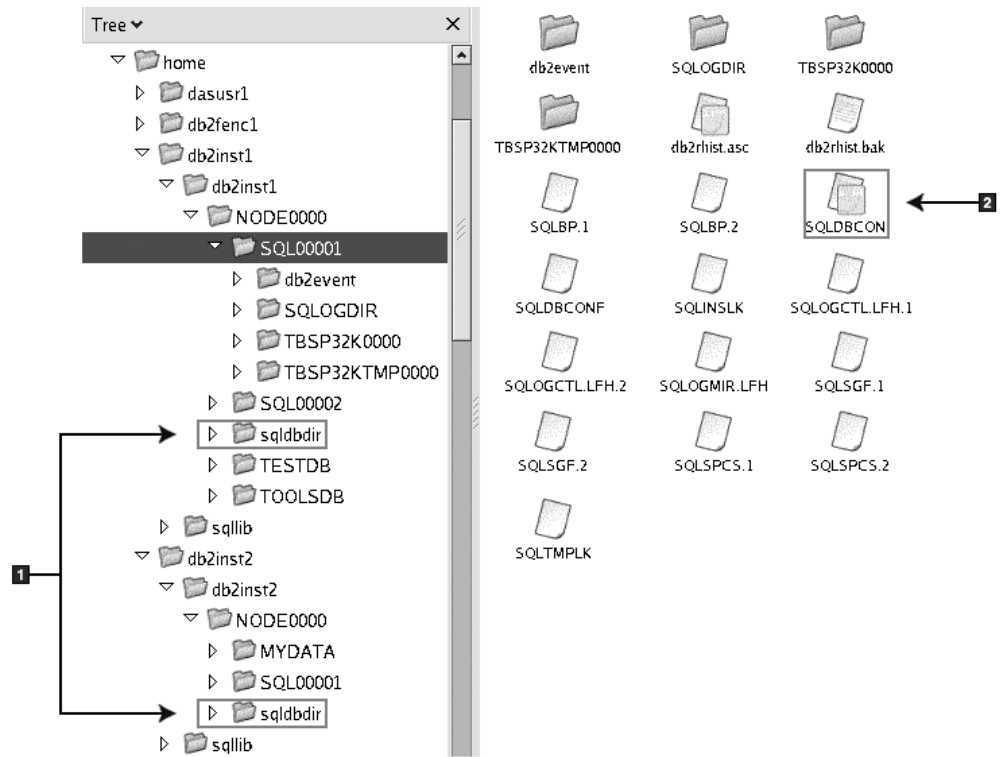 Tree
home
dasusr1
db2fenc1
db2inst1
db2inst1
NODE0000
SQL00001
db2event
SQLOGDIR
TBSP32K0000
TBSP32KTMP0000
SQL00002
sqldbdir
TESTDB
TOOLSDB
sqllib
db2inst2
db2inst2
NODE0000
MYDATA
SQL00001
sqldbdir
sqllib
1
db2event SQLOGDIR TBSP32K0000
TBSP32KTMP0000 db2rhist.asc db2rhist.bak
SQLBP.1 SQLBP.2 SQLDBCON
2
SQLDBCONF SQLINSLK SQLOGCTL.LFH.1
SQLOGCTL.LFH.2 SQLOGMIR.LFH SQLSGF.1
SQLSGF.2 SQLSPCS.1 SQLSPCS.2
SQLTMPLK